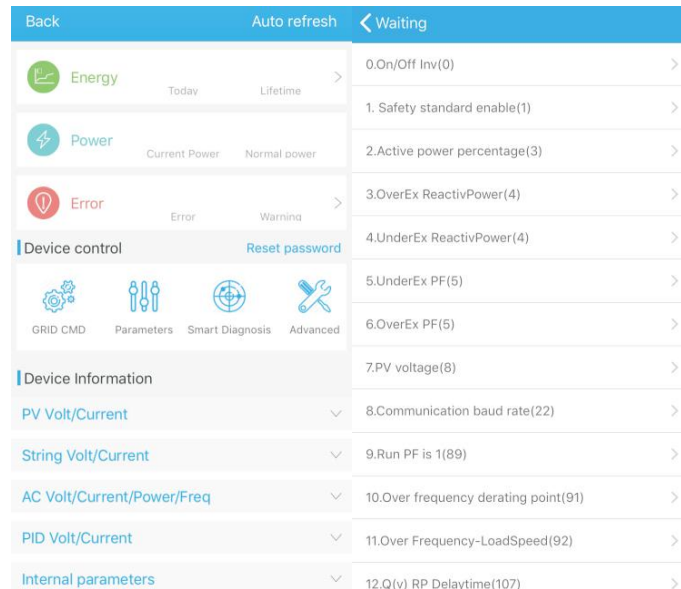 Back Auto refresh
Energy
Today Lifetime
Power
Current Power Normal power
Error
Error Warning
Device control Reset password
GRID CMD Parameters Smart Diagnosis Advanced
Device Information
PV Volt/Current
String Volt/Current
AC Volt/Current/Power/Freq
PID Volt/Current
Internal parameters
Waiting
0.On/Off Inv(0)
1. Safety standard enable(1)
2.Active power percentage(3)
3.OverEx ReactivPower(4)
4.UnderEx ReactivPower(4)
5.UnderEx PF(5)
6.OverEx PF(5)
7.PV voltage(8)
8.Communication baud rate(22)
9.Run PF is 1(89)
10.Over frequency derating point(91)
11.Over Frequency-LoadSpeed(92)
12.Q(v) RP Delaytime(107)